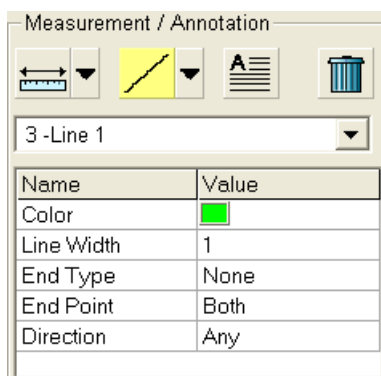 Measurement / Annotation
A
3 -Line 1
Name Value
Color
Line Width 1
End Type None
End Point Both
Direction Any